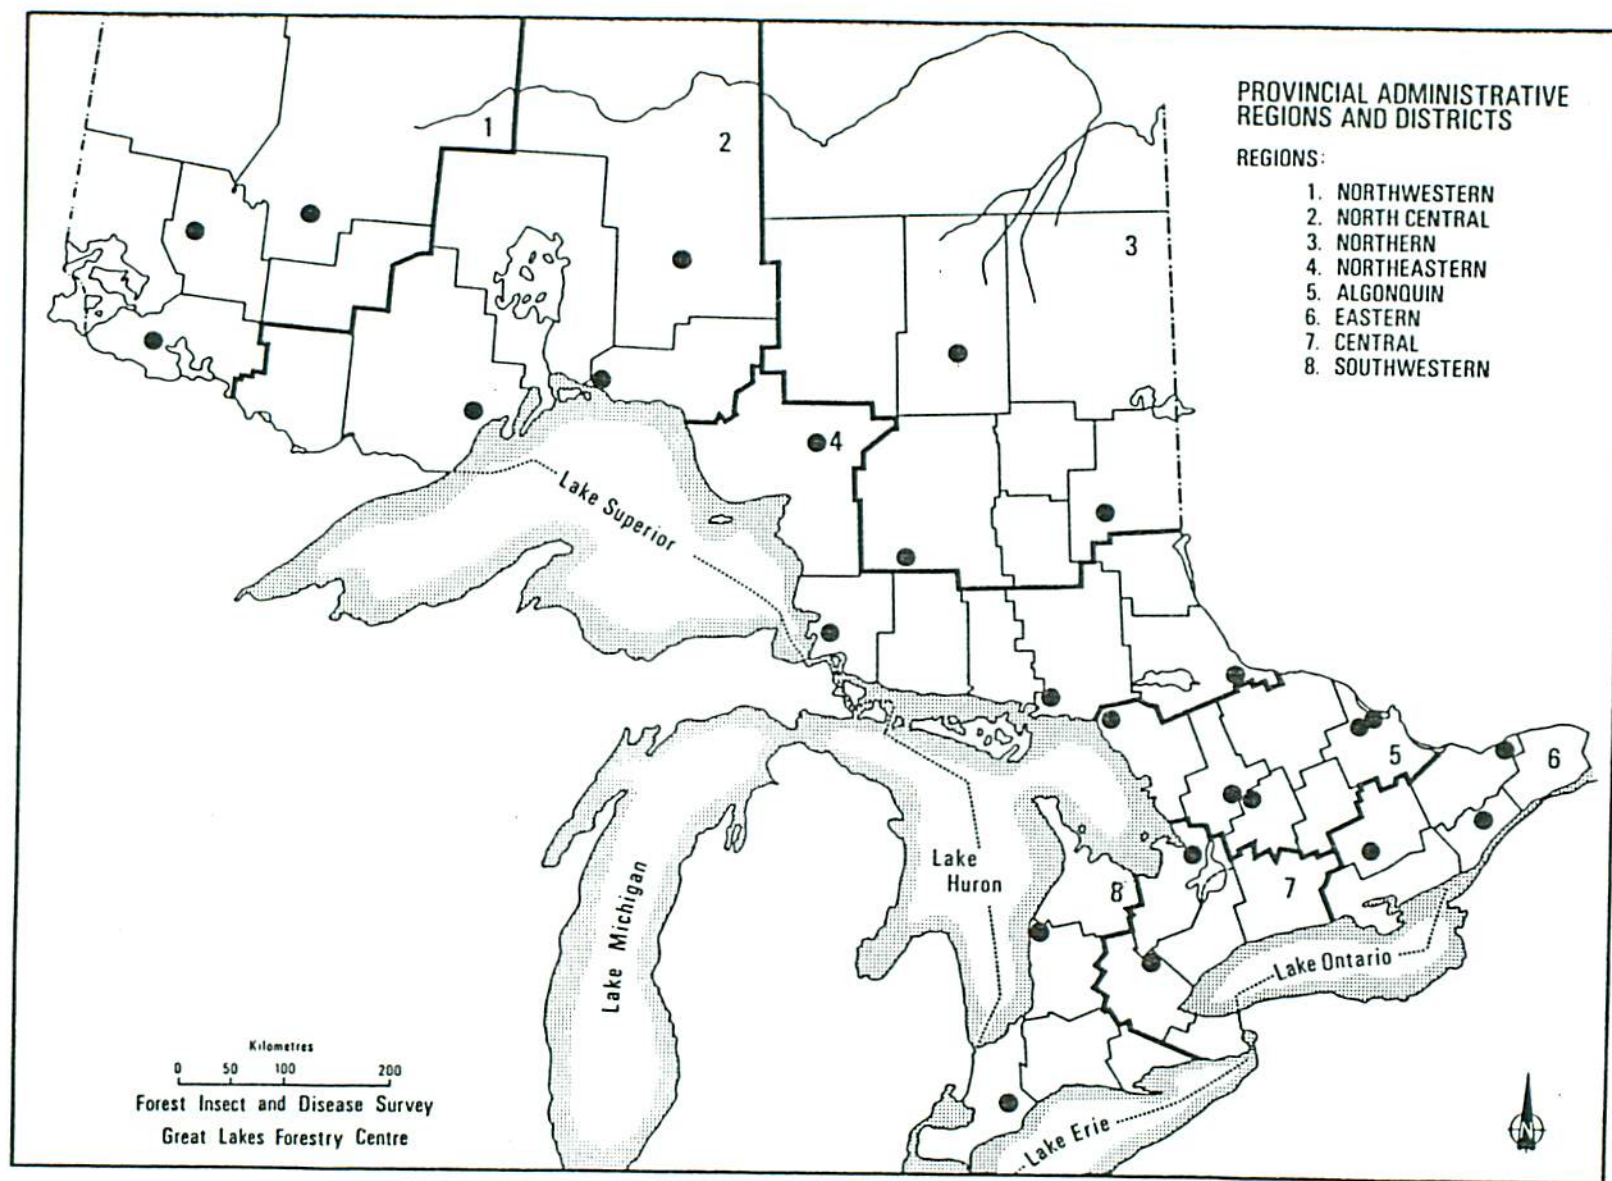 PROVINCIAL ADMINISTRATIVE
REGIONS AND DISTRICTS
REGIONS:
1. NORTHWESTERN
2. NORTH CENTRAL
3. NORTHERN
4. NORTHEASTERN
5. ALGONQUIN
6. EASTERN
7. CENTRAL
8. SOUTHWESTERN
1
2
3
4
Lake Superior
5
6
Lake
Huron
8
7
Lake Michigan
Lake Ontario
Lake Erie
Kilometres
0 50 100 200
Forest Insect and Disease Survey
Great Lakes Forestry Centre
N